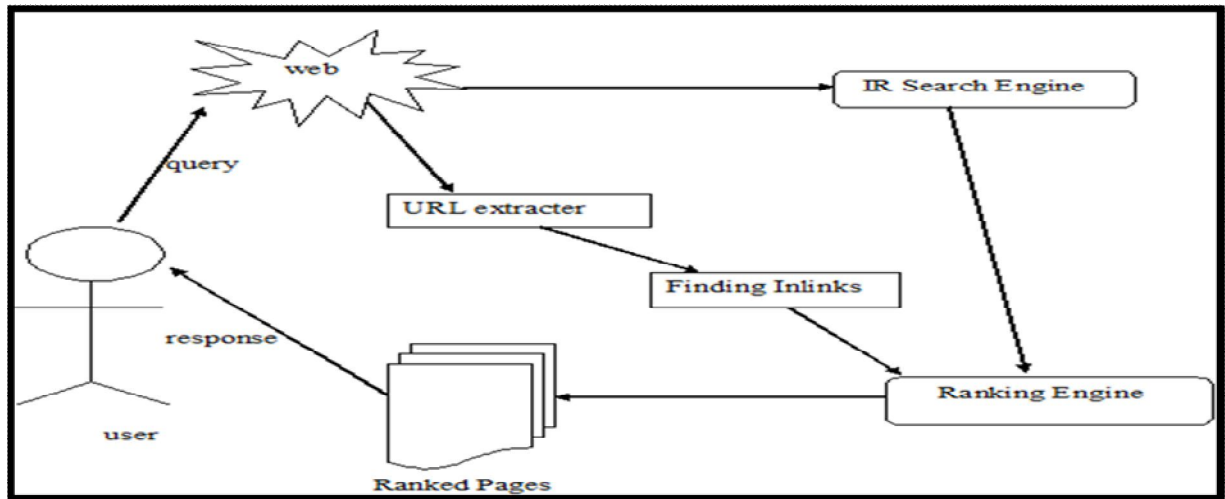 web
IR Search Engine
query
URL extracter
Finding Inlinks
response
Ranking Engine
user
Ranked Pages